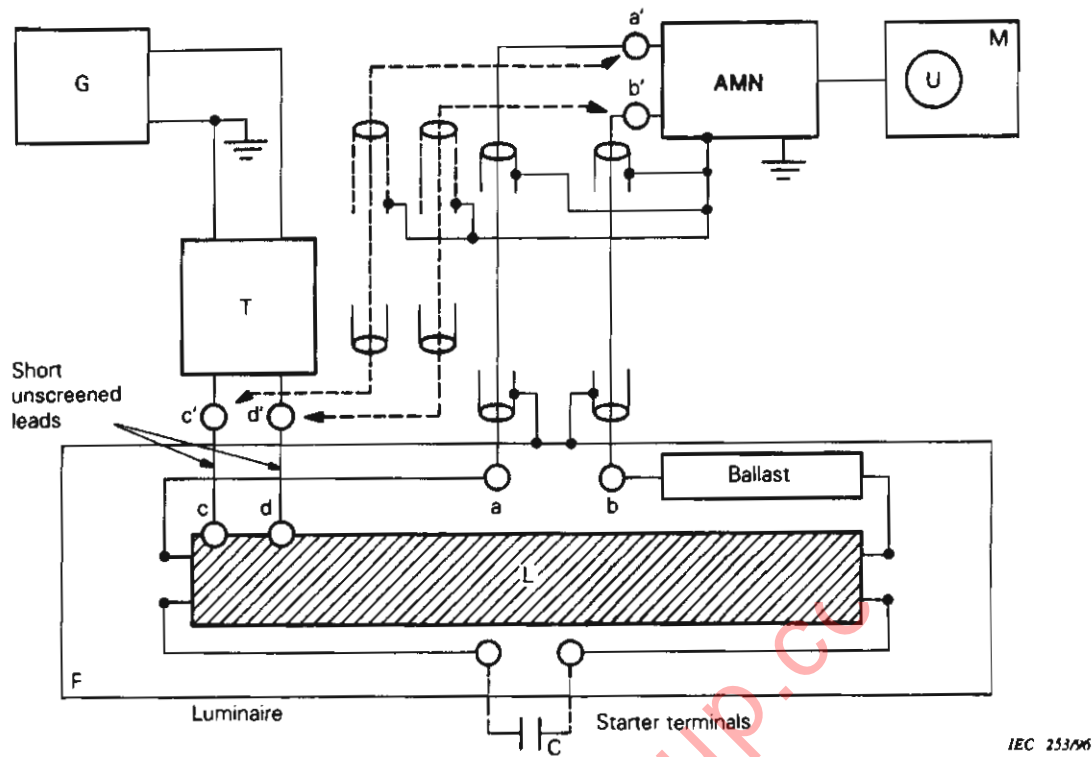 G
a'
b'
AMN
M
U
T
Short
unscreened
leads
c'
d'
c
d
a
b
Ballast
L
F
Luminaire
C
Starter terminals
IEC 253/96